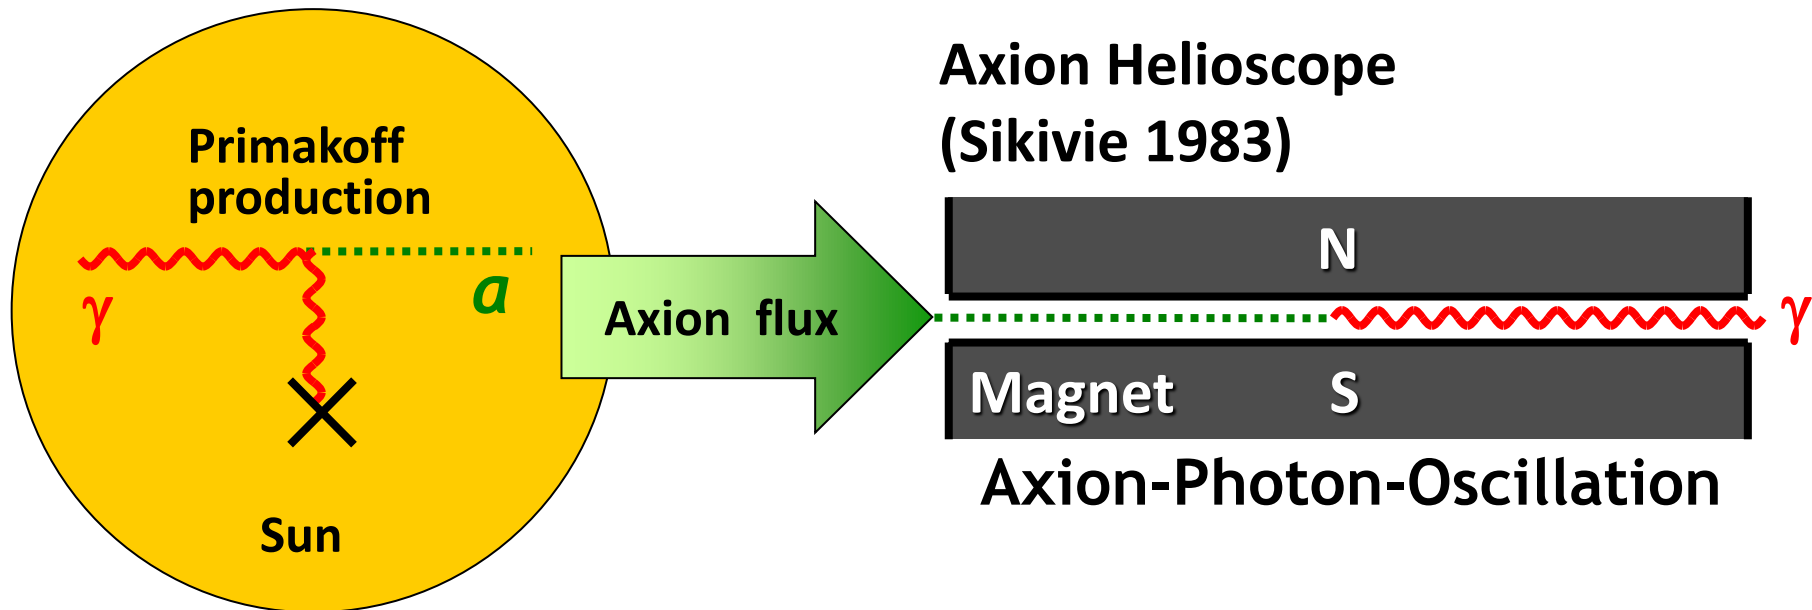 Primakoff
production
γ
a
Sun
Axion flux
Axion Helioscope
(Sikivie 1983)
N
γ
Magnet S
Axion-Photon-Oscillation